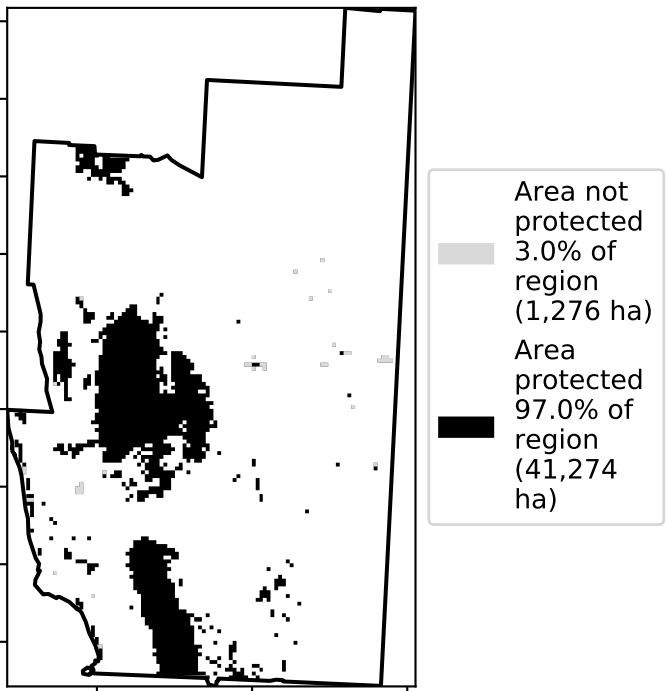 Area not
protected
3.0% of
region
(1,276 ha)
Area
protected
97.0% of
region
(41,274
ha)